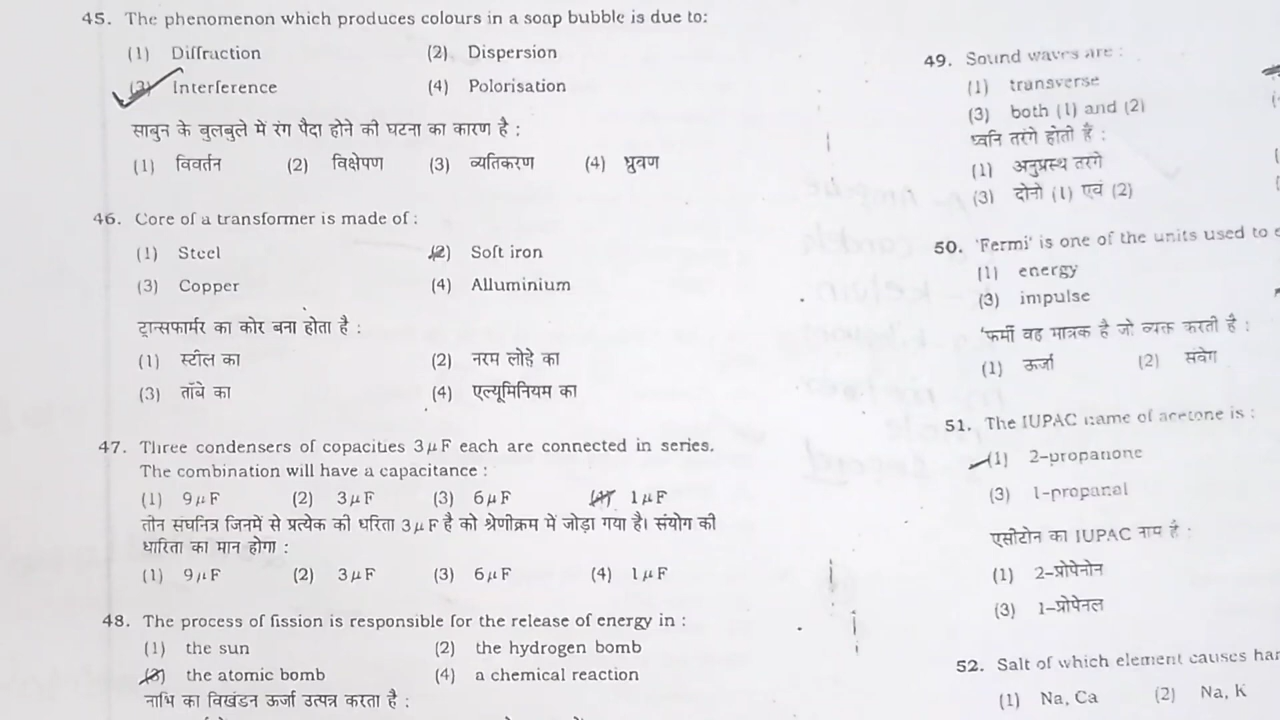 45. The phenomenon which produces colours in a soap bubble is due to:
(1) Diffraction (2) Dispersion
(3) Interference (4) Polorisation
साबुन के बुलबुले में रंग पैदा होने की घटना का कारण है :
(1) विवर्तन (2) विक्षेपण (3) व्यतिकरण (4) ध्रुवण
46. Core of a transformer is made of :
(1) Steel (2) Soft iron
(3) Copper (4) Alluminium
ट्रान्सफार्मर का कोर बना होता है :
(1) स्टील का (2) नरम लोहे का
(3) ताँबे का (4) एल्यूमिनियम का
47. Three condensers of copacities 3μF each are connected in series.
The combination will have a capacitance :
(1) 9μF (2) 3μF (3) 6μF (4) 1μF
तीन संघनित्र जिनमें से प्रत्येक की धरिता 3μF है को श्रेणीक्रम में जोड़ा गया है। संयोग की
धारिता का मान होगा :
(1) 9μF (2) 3μF (3) 6μF (4) 1μF
48. The process of fission is responsible for the release of energy in :
(1) the sun (2) the hydrogen bomb
(3) the atomic bomb (4) a chemical reaction
नाभि का विखंडन ऊर्जा उत्पन्न करता है :
49. Sound waves are :
(1) transverse
(3) both (1) and (2)
ध्वनि तरंगे होती हैं :
(1) अनुप्रस्थ तरंगे
(3) दोनों (1) एवं (2)
50. 'Fermi' is one of the units used to
(1) energy
(3) impulse
'फर्मी वह मात्रक है जो व्यक्त करती है :
(1) ऊर्जा (2) संवेग
51. The IUPAC name of acetone is :
(1) 2-propanone
(3) 1-propanal
एसीटोन का IUPAC नाम है :
(1) 2-प्रोपेनोन
(3) 1-प्रोपेनल
52. Salt of which element causes
(1) Na, Ca (2) Na, K